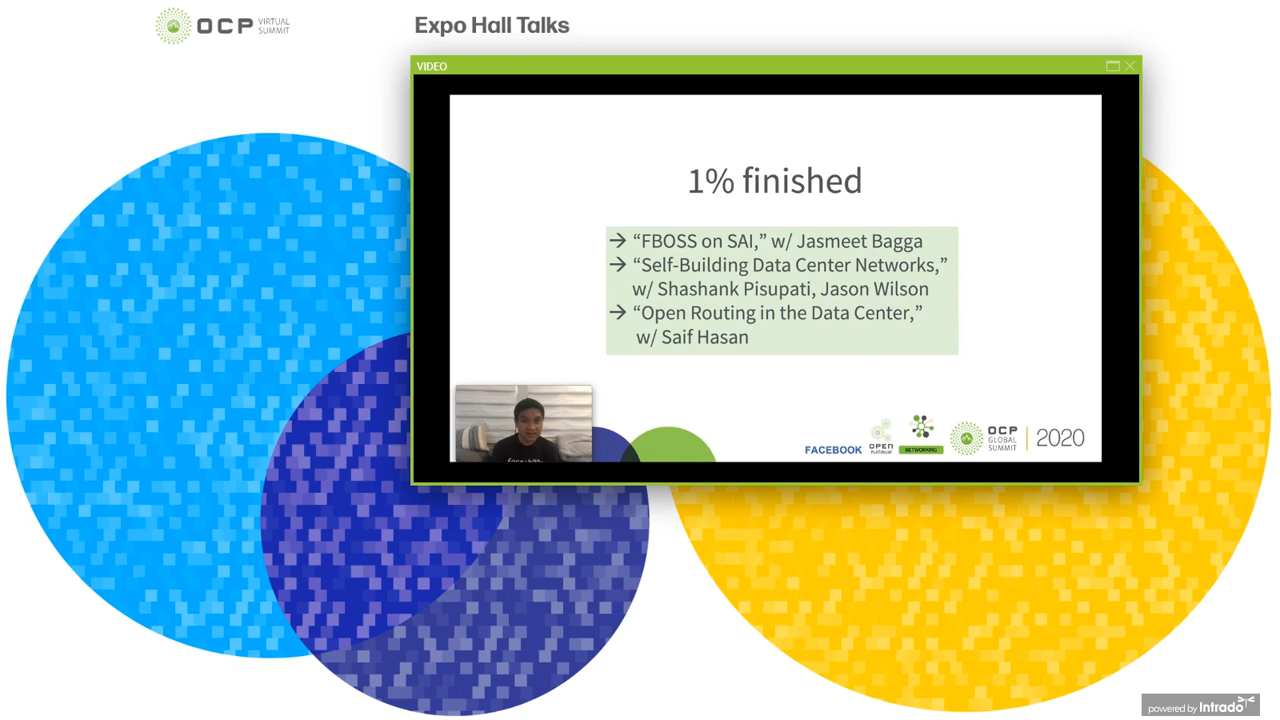 OCP VIRTUAL SUMMIT
Expo Hall Talks
VIDEO
1% finished
→ “FBOSS on SAI,” w/ Jasmeet Bagga
→ “Self-Building Data Center Networks,”
w/ Shashank Pisupati, Jason Wilson
→ “Open Routing in the Data Center,”
w/ Saif Hasan
FACEBOOK
OPEN
PLATINUM
NETWORKING
OCP
GLOBAL
SUMMIT
2020
powered by Intrado